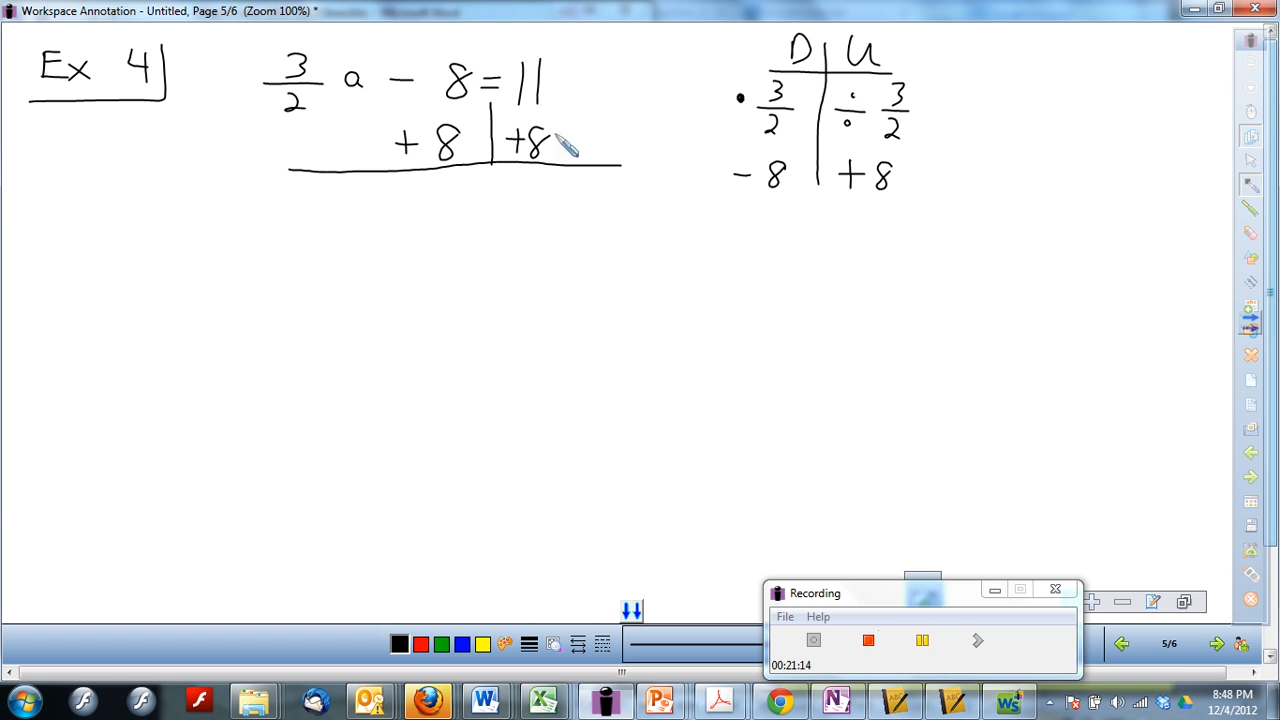 Workspace Annotation - Untitled, Page 5/6 (Zoom 100%) *
Ex 4
3/2 a - 8 = 11
+ 8 | +8
D | U
• 3/2 | ÷ 3/2
- 8 | + 8
Recording
File Help
00:21:14
5/6
8:48 PM
12/4/2012